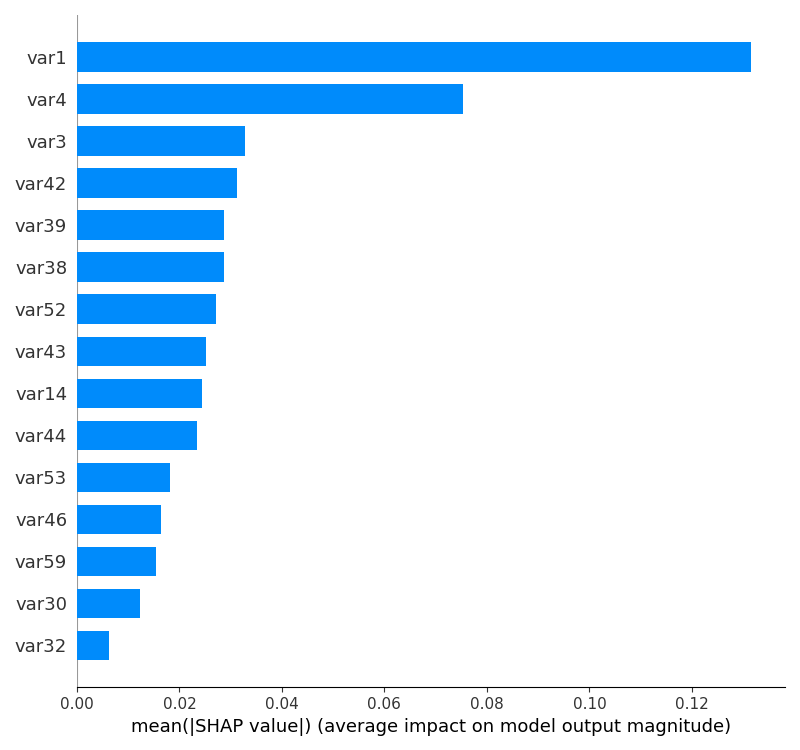 var1
var4
var3
var42
var39
var38
var52
var43
var14
var44
var53
var46
var59
var30
var32
0.00 0.02 0.04 0.06 0.08 0.10 0.12
mean(|SHAP value|) (average impact on model output magnitude)